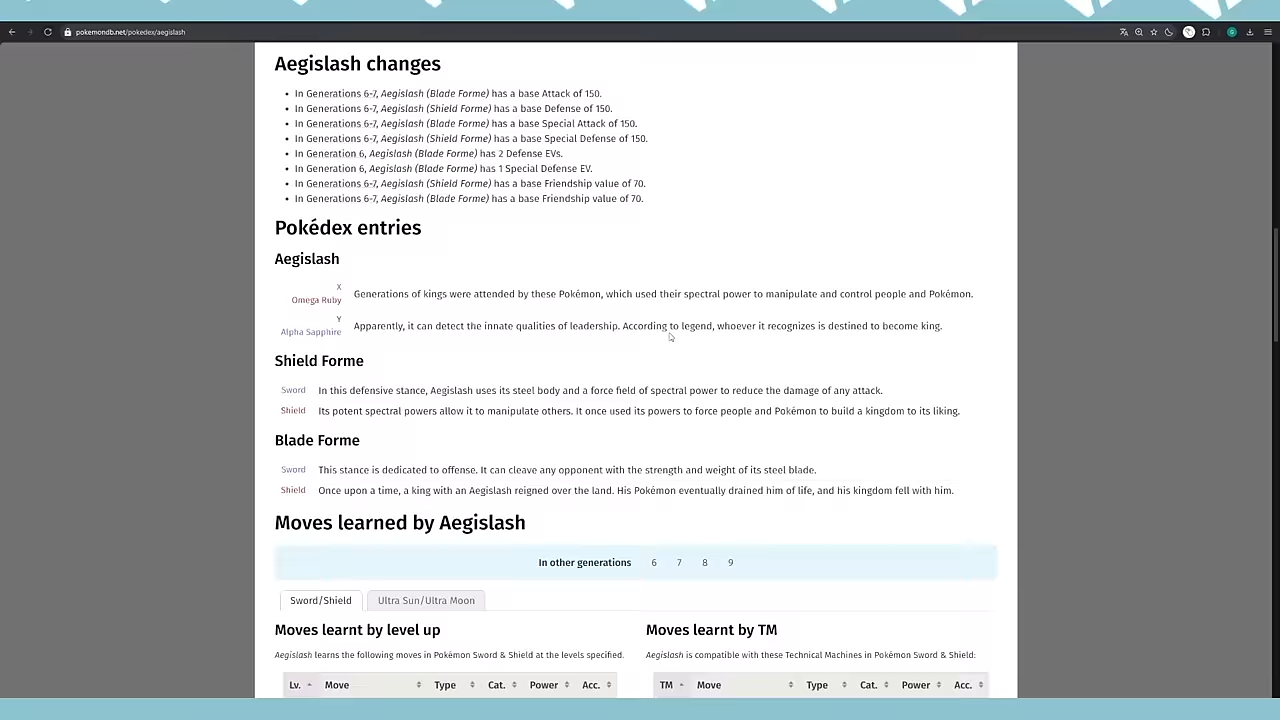 pokemondb.net/pokedex/aegislash
Aegislash changes
• In Generations 6-7, Aegislash (Blade Forme) has a base Attack of 150.
• In Generations 6-7, Aegislash (Shield Forme) has a base Defense of 150.
• In Generations 6-7, Aegislash (Blade Forme) has a base Special Attack of 150.
• In Generations 6-7, Aegislash (Shield Forme) has a base Special Defense of 150.
• In Generation 6, Aegislash (Blade Forme) has 2 Defense EVs.
• In Generation 6, Aegislash (Blade Forme) has 1 Special Defense EV.
• In Generations 6-7, Aegislash (Shield Forme) has a base Friendship value of 70.
• In Generations 6-7, Aegislash (Blade Forme) has a base Friendship value of 70.
Pokédex entries
Aegislash
X
Omega Ruby
Generations of kings were attended by these Pokémon, which used their spectral power to manipulate and control people and Pokémon.
Y
Alpha Sapphire
Apparently, it can detect the innate qualities of leadership. According to legend, whoever it recognizes is destined to become king.
Shield Forme
Sword In this defensive stance, Aegislash uses its steel body and a force field of spectral power to reduce the damage of any attack.
Shield Its potent spectral powers allow it to manipulate others. It once used its powers to force people and Pokémon to build a kingdom to its liking.
Blade Forme
Sword This stance is dedicated to offense. It can cleave any opponent with the strength and weight of its steel blade.
Shield Once upon a time, a king with an Aegislash reigned over the land. His Pokémon eventually drained him of life, and his kingdom fell with him.
Moves learned by Aegislash
In other generations 6 7 8 9
Sword/Shield Ultra Sun/Ultra Moon
Moves learnt by level up
Aegislash learns the following moves in Pokémon Sword & Shield at the levels specified.
Lv. Move Type Cat. Power Acc.
Moves learnt by TM
Aegislash is compatible with these Technical Machines in Pokémon Sword & Shield:
TM Move Type Cat. Power Acc.